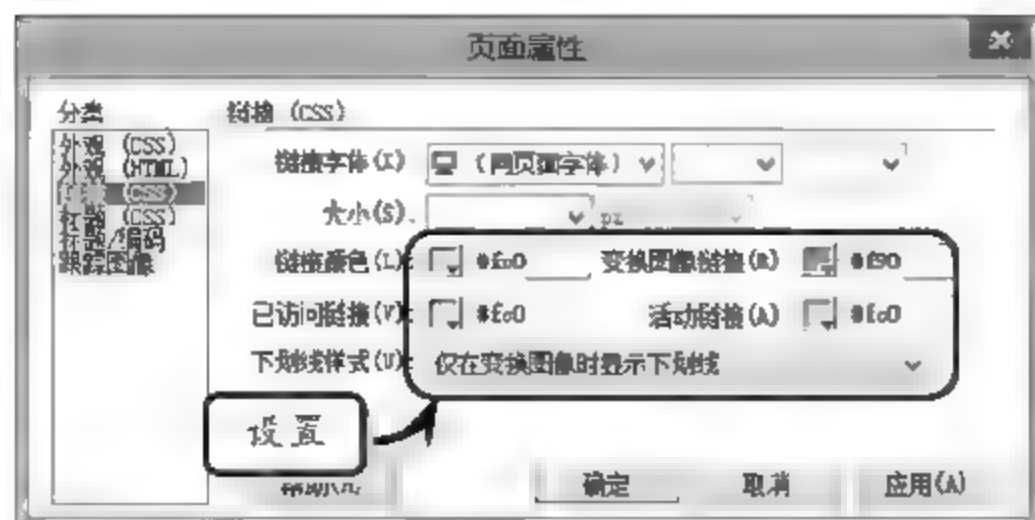 页面属性
分类
链接 (CSS)
外观 (CSS)
外观 (HTML)
链接 (CSS)
标题 (CSS)
标题/编码
跟踪图像
链接字体(I)
(同页面字体)
大小(S)
px
链接颜色(L): #fc0
变换图像链接(R) #f90
已访问链接(V): #fc0
活动链接(A) #fc0
下划线样式(U): 仅在变换图像时显示下划线
设置
确定
取消
应用(A)